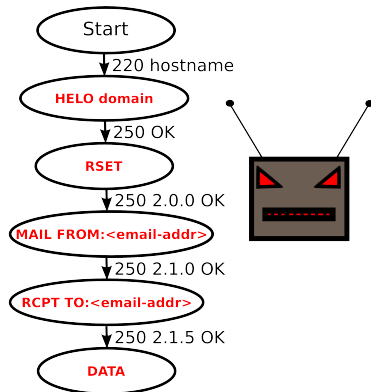 Start
220 hostname
HELO domain
250 OK
RSET
250 2.0.0 OK
MAIL FROM:<email-addr>
250 2.1.0 OK
RCPT TO:<email-addr>
250 2.1.5 OK
DATA